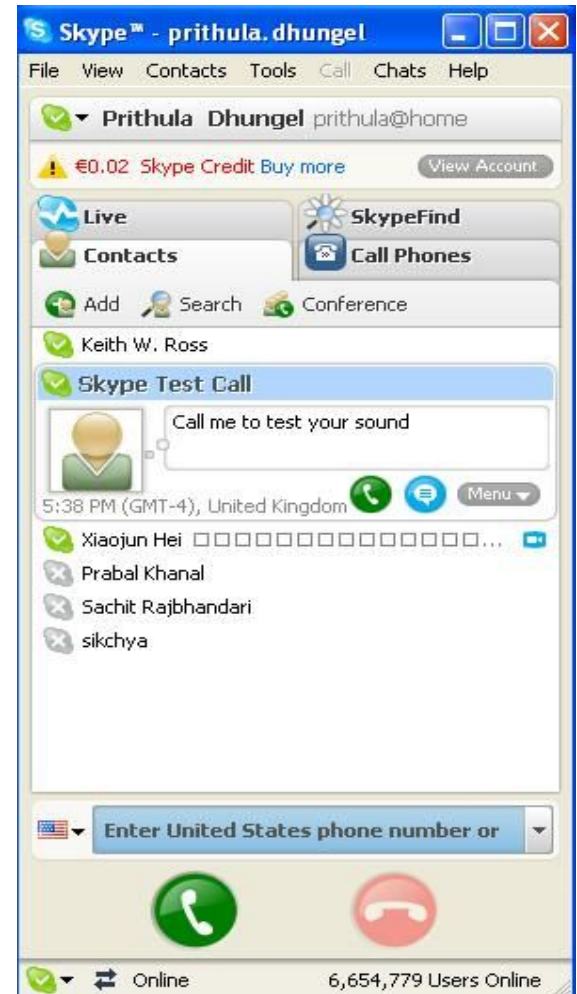 Skype™ - prithula.dhungel
File View Contacts Tools Call Chats Help
Prithula Dhungel prithula@home
€0.02 Skype Credit Buy more View Account
Live SkypeFind
Contacts Call Phones
Add Search Conference
Keith W. Ross
Skype Test Call
Call me to test your sound
5:38 PM (GMT-4), United Kingdom Menu
Xiaojun Hei □□□□□□□□□□□□□□...
Prabal Khanal
Sachit Rajbhandari
sikchya
Enter United States phone number or
Online 6,654,779 Users Online